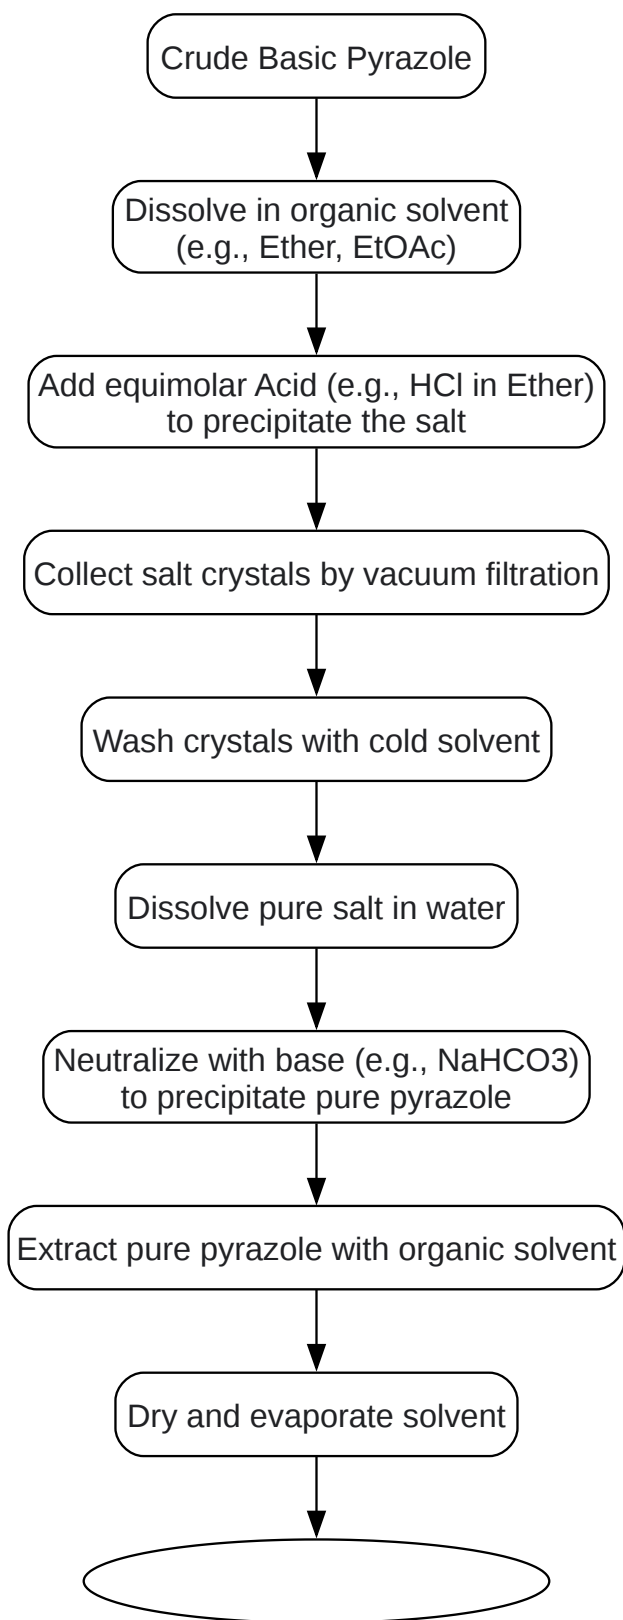 Crude Basic Pyrazole
Dissolve in organic solvent
(e.g., Ether, EtOAc)
Add equimolar Acid (e.g., HCl in Ether)
to precipitate the salt
Collect salt crystals by vacuum filtration
Wash crystals with cold solvent
Dissolve pure salt in water
Neutralize with base (e.g., NaHCO3)
to precipitate pure pyrazole
Extract pure pyrazole with organic solvent
Dry and evaporate solvent